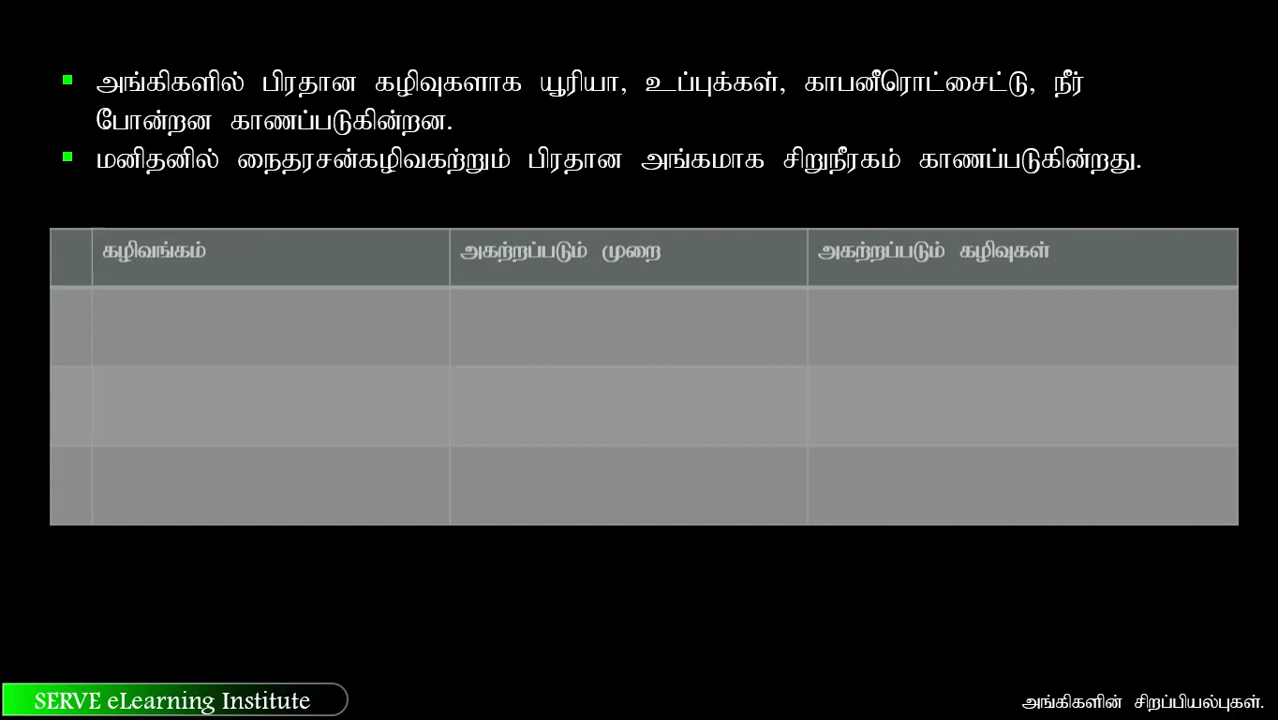 அங்கிகளில் பிரதான கழிவுகளாக யூரியா, உப்புக்கள், காபனீரொட்சைட்டு, நீர்
போன்றன காணப்படுகின்றன.
மனிதனில் நைதரசன்கழிவகற்றும் பிரதான அங்கமாக சிறுநீரகம் காணப்படுகின்றது.
கழிவங்கம் அகற்றப்படும் முறை அகற்றப்படும் கழிவுகள்
SERVE eLearning Institute
அங்கிகளின் சிறப்பியல்புகள்.